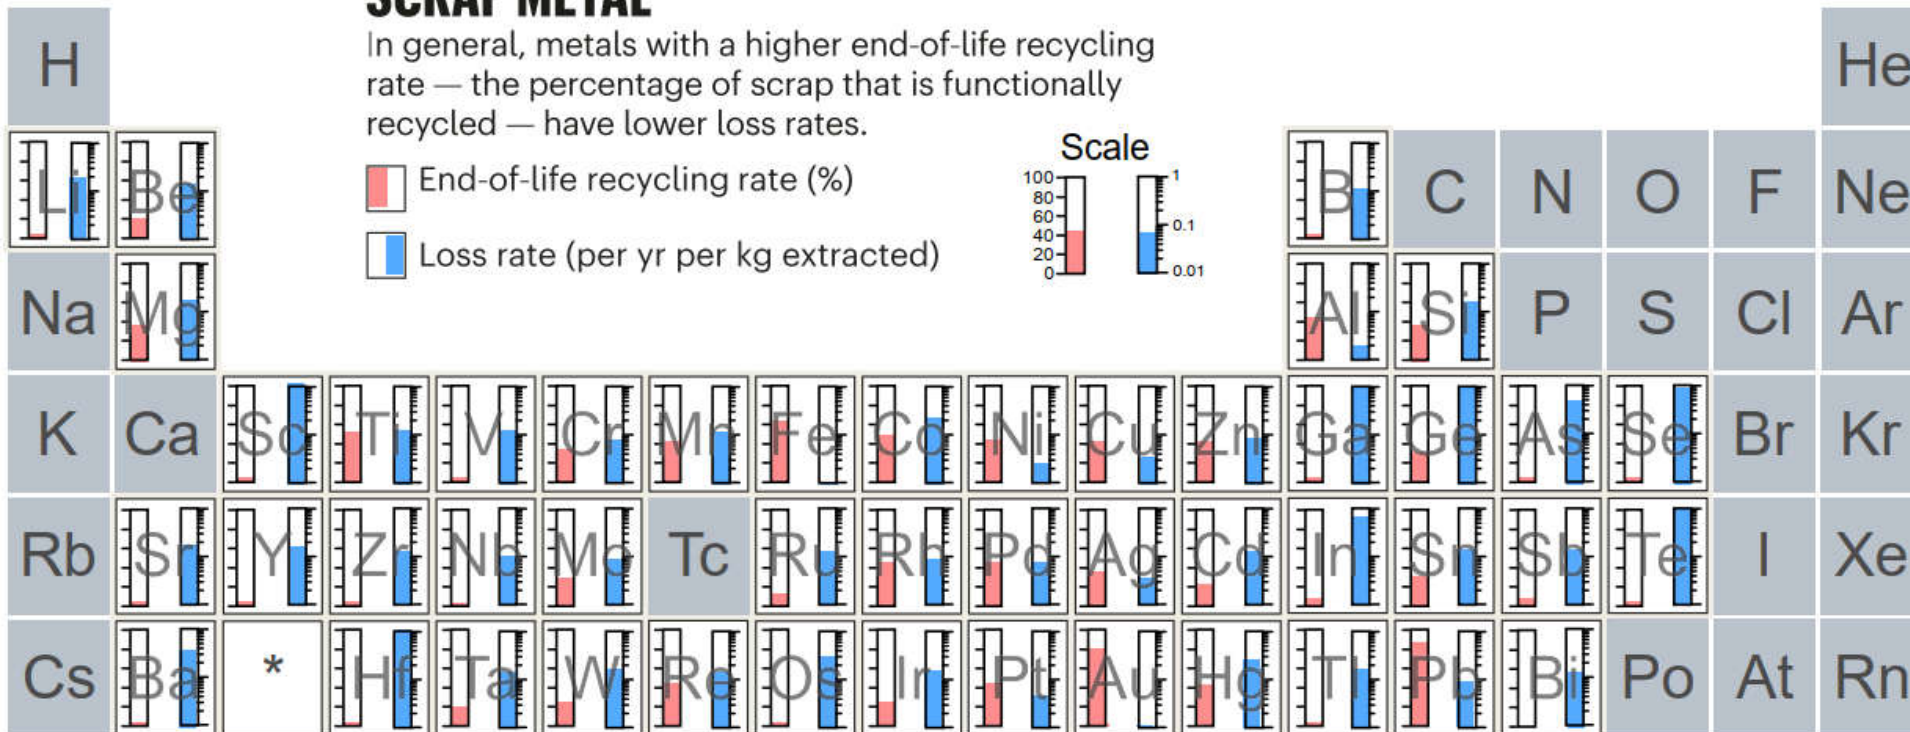 SCRAP METAL
In general, metals with a higher end-of-life recycling
rate — the percentage of scrap that is functionally
recycled — have lower loss rates.
End-of-life recycling rate (%)
Loss rate (per yr per kg extracted)
Scale
100
80
60
40
20
0
1
0.1
0.01
H He
Li Be B C N O F Ne
Na Mg Al Si P S Cl Ar
K Ca Sc Ti V Cr Mn Fe Co Ni Cu Zn Ga Ge As Se Br Kr
Rb Sr Y Zr Nb Mo Tc Ru Rh Pd Ag Cd In Sn Sb Te I Xe
Cs Ba * Hf Ta W Re Os Ir Pt Au Hg Tl Pb Bi Po At Rn